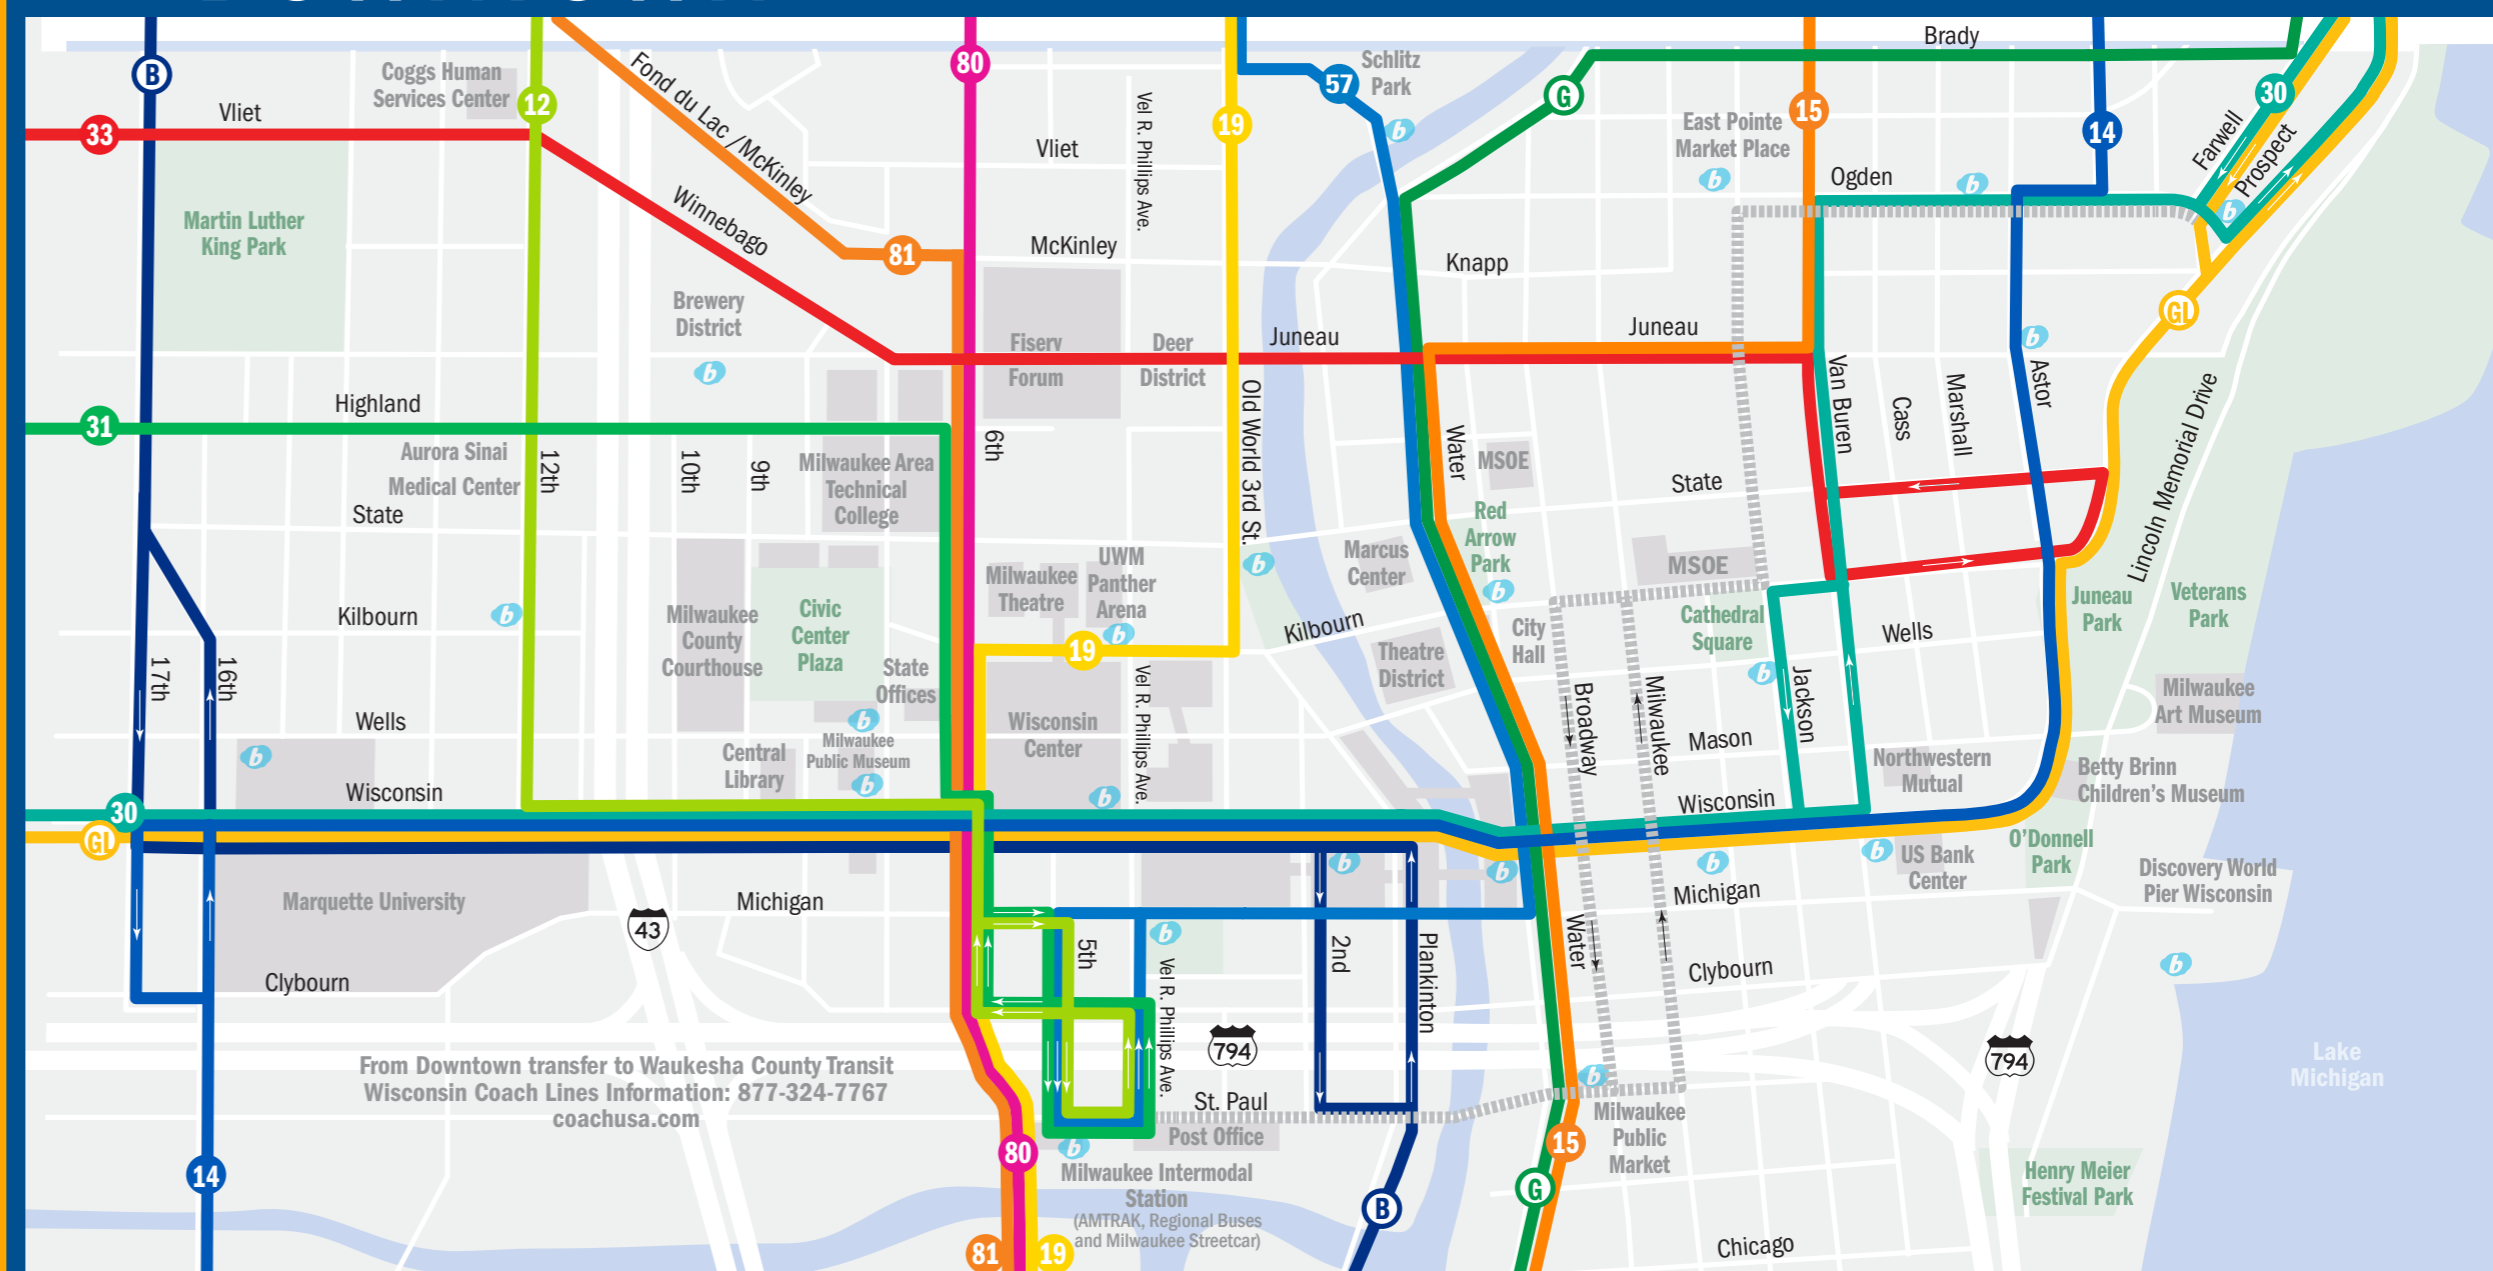 Brady
B
80
57
Schlitz
Park
Coggs Human
Services Center
12
Fond du Lac /McKinley
Vel R. Phillips Ave.
19
G
15
30
14
33
Vliet
Vliet
East Pointe
Market Place
b
Farwell
Prospect
Ogden
b
b
b
b
Martin Luther
King Park
Winnebago
81
McKinley
Knapp
Brewery
District
b
Fiserv
Forum
Deer
District
Juneau
Juneau
GL
b
Highland
31
Old World 3rd St.
Van Buren
Cass
Marshall
Astor
Lincoln Memorial Drive
Aurora Sinai
Medical Center
12th
10th
9th
Milwaukee Area
Technical
College
6th
Water
MSOE
State
State
Red
Arrow
Park
b
Marcus
Center
b
MSOE
UWM
Panther
Arena
b
Milwaukee
Theatre
Kilbourn
b
Milwaukee
County
Courthouse
Civic
Center
Plaza
State
Offices
19
Kilbourn
Theatre
District
City
Hall
Cathedral
Square
b
Wells
Juneau
Park
Veterans
Park
17th
16th
Vel R. Phillips Ave.
Broadway
Milwaukee
Jackson
Milwaukee
Art Museum
Wells
b
b
Central
Library
Milwaukee
Public Museum
b
Wisconsin
Center
b
Mason
Northwestern
Mutual
Betty Brinn
Children's Museum
Wisconsin
Wisconsin
30
GL
O'Donnell
Park
b
b
b
b
US Bank
Center
Discovery World
Pier Wisconsin
b
Marquette University
43
Michigan
Michigan
b
5th
2nd
Plankinton
Water
Vel R. Phillips Ave.
Clybourn
Clybourn
794
794
From Downtown transfer to Waukesha County Transit
Wisconsin Coach Lines Information: 877-324-7767
coachusa.com
St. Paul
Post Office
b
b
Milwaukee
Public
Market
Lake
Michigan
14
80
15
G
B
Milwaukee Intermodal
Station
(AMTRAK, Regional Buses
and Milwaukee Streetcar)
Henry Meier
Festival Park
81
19
Chicago